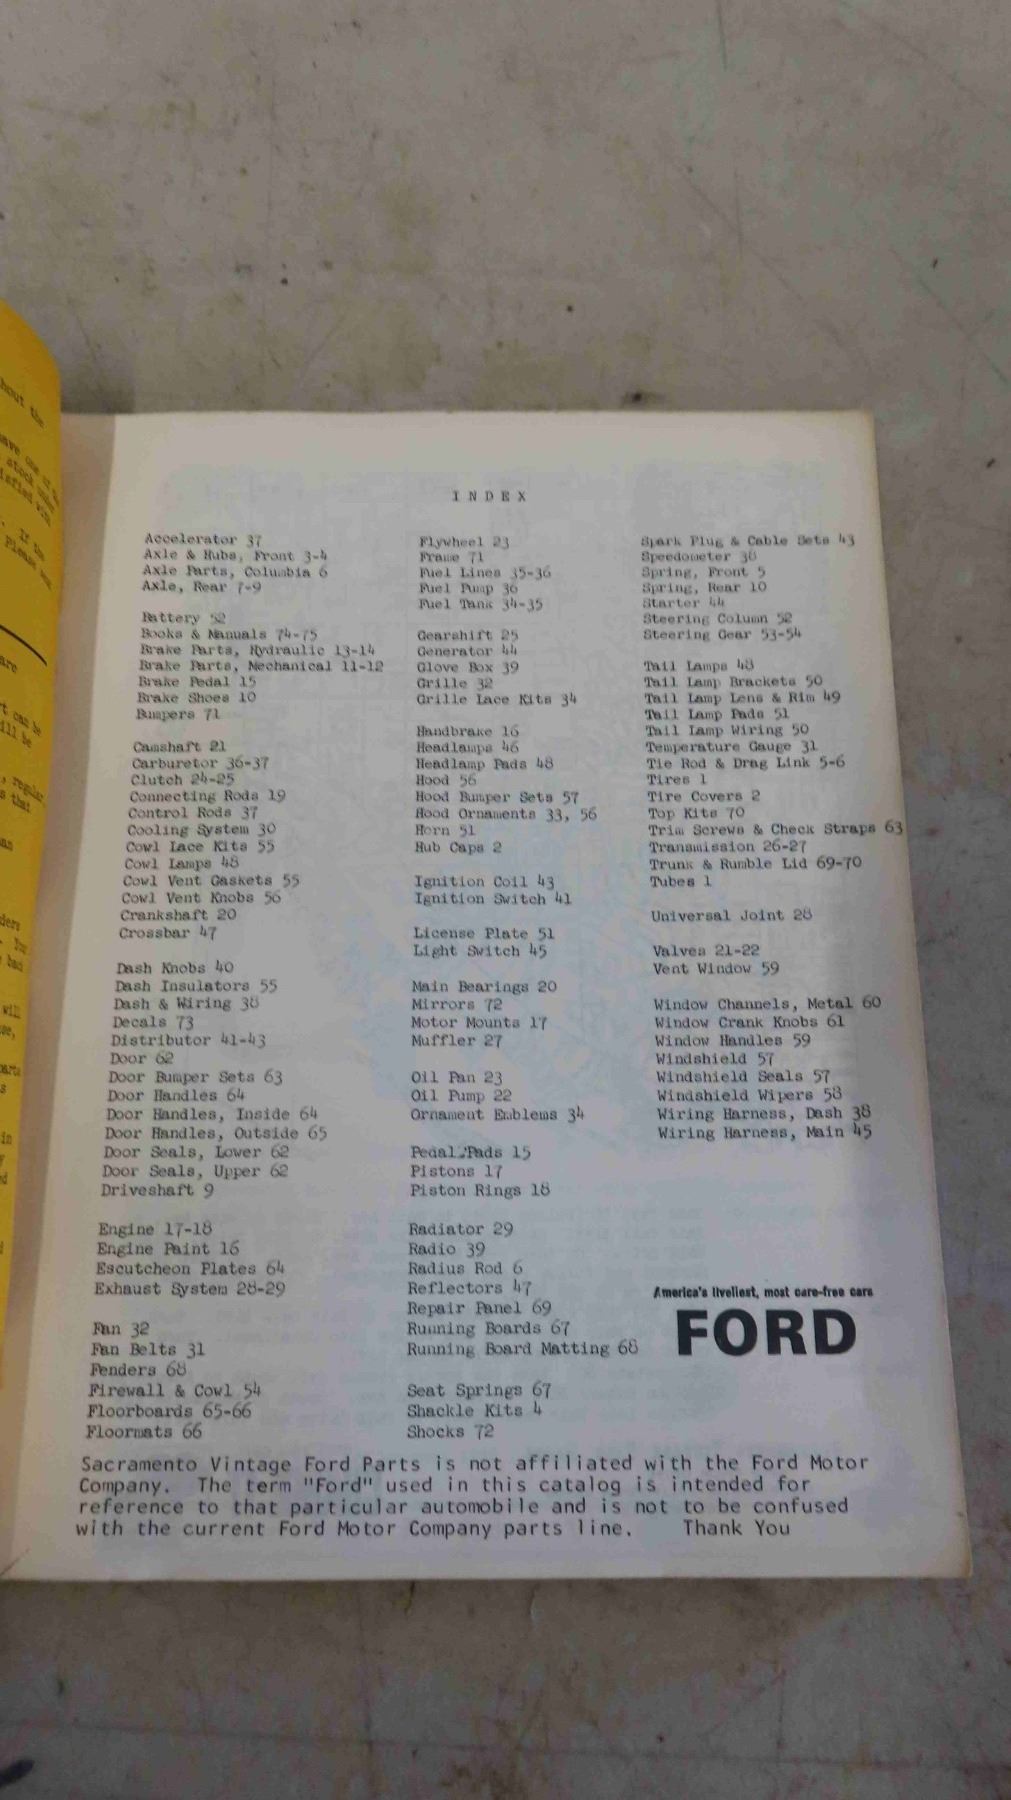 INDEX
Accelerator 37
Axle & Hubs, Front 3-4
Axle Parts, Columbia 6
Axle, Rear 7-9
Battery 52
Books & Manuals 74-75
Brake Parts, Hydraulic 13-14
Brake Parts, Mechanical 11-12
Brake Pedal 15
Brake Shoes 10
Bumpers 71
Camshaft 21
Carburetor 36-37
Clutch 24-25
Connecting Rods 19
Control Rods 37
Cooling System 30
Cowl Lace Kits 55
Cowl Lamps 48
Cowl Vent Gaskets 55
Cowl Vent Knobs 56
Crankshaft 20
Crossbar 47
Dash Knobs 40
Dash Insulators 55
Dash & Wiring 38
Decals 73
Distributor 41-43
Door 62
Door Bumper Sets 63
Door Handles 64
Door Handles, Inside 64
Door Handles, Outside 65
Door Seals, Lower 62
Door Seals, Upper 62
Driveshaft 9
Engine 17-18
Engine Paint 16
Escutcheon Plates 64
Exhaust System 28-29
Fan 32
Fan Belts 31
Fenders 68
Firewall & Cowl 54
Floorboards 65-66
Floormats 66
Flywheel 23
Frame 71
Fuel Lines 35-36
Fuel Pump 36
Fuel Tank 34-35
Gearshift 25
Generator 44
Glove Box 39
Grille 32
Grille Lace Kits 34
Handbrake 16
Headlamps 46
Headlamp Pads 48
Hood 56
Hood Bumper Sets 57
Hood Ornaments 33, 56
Horn 51
Hub Caps 2
Ignition Coil 43
Ignition Switch 41
License Plate 51
Light Switch 45
Main Bearings 20
Mirrors 72
Motor Mounts 17
Muffler 27
Oil Pan 23
Oil Pump 22
Ornament Emblems 34
Pedal Pads 15
Pistons 17
Piston Rings 18
Radiator 29
Radio 39
Radius Rod 6
Reflectors 47
Repair Panel 69
Running Boards 67
Running Board Matting 68
Seat Springs 67
Shackle Kits 4
Shocks 72
Spark Plug & Cable Sets 43
Speedometer 38
Spring, Front 5
Spring, Rear 10
Starter 44
Steering Column 52
Steering Gear 53-54
Tail Lamps 48
Tail Lamp Brackets 50
Tail Lamp Lens & Rim 49
Tail Lamp Pads 51
Tail Lamp Wiring 50
Temperature Gauge 31
Tie Rod & Drag Link 5-6
Tires 1
Tire Covers 2
Top Kits 70
Trim Screws & Check Straps 63
Transmission 26-27
Trunk & Rumble Lid 69-70
Tubes 1
Universal Joint 28
Valves 21-22
Vent Window 59
Window Channels, Metal 60
Window Crank Knobs 61
Window Handles 59
Windshield 57
Windshield Seals 57
Windshield Wipers 58
Wiring Harness, Dash 38
Wiring Harness, Main 45
America's liveliest, most care-free cars
FORD
Sacramento Vintage Ford Parts is not affiliated with the Ford Motor
Company. The term "Ford" used in this catalog is intended for
reference to that particular automobile and is not to be confused
with the current Ford Motor Company parts line. Thank You